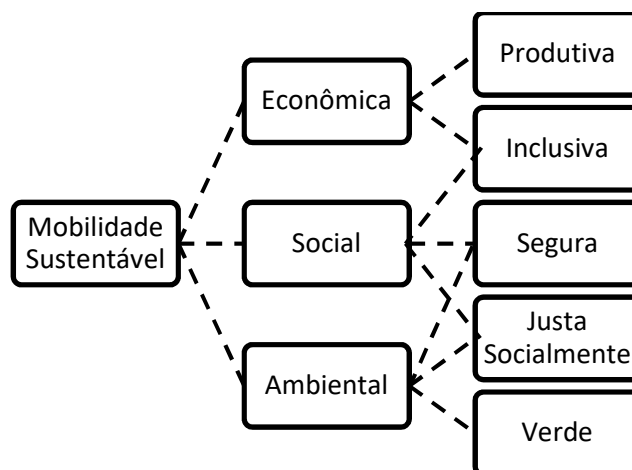 Produtiva
Econômica
Inclusiva
Mobilidade
Sustentável
Social
Segura
Justa
Socialmente
Ambiental
Verde